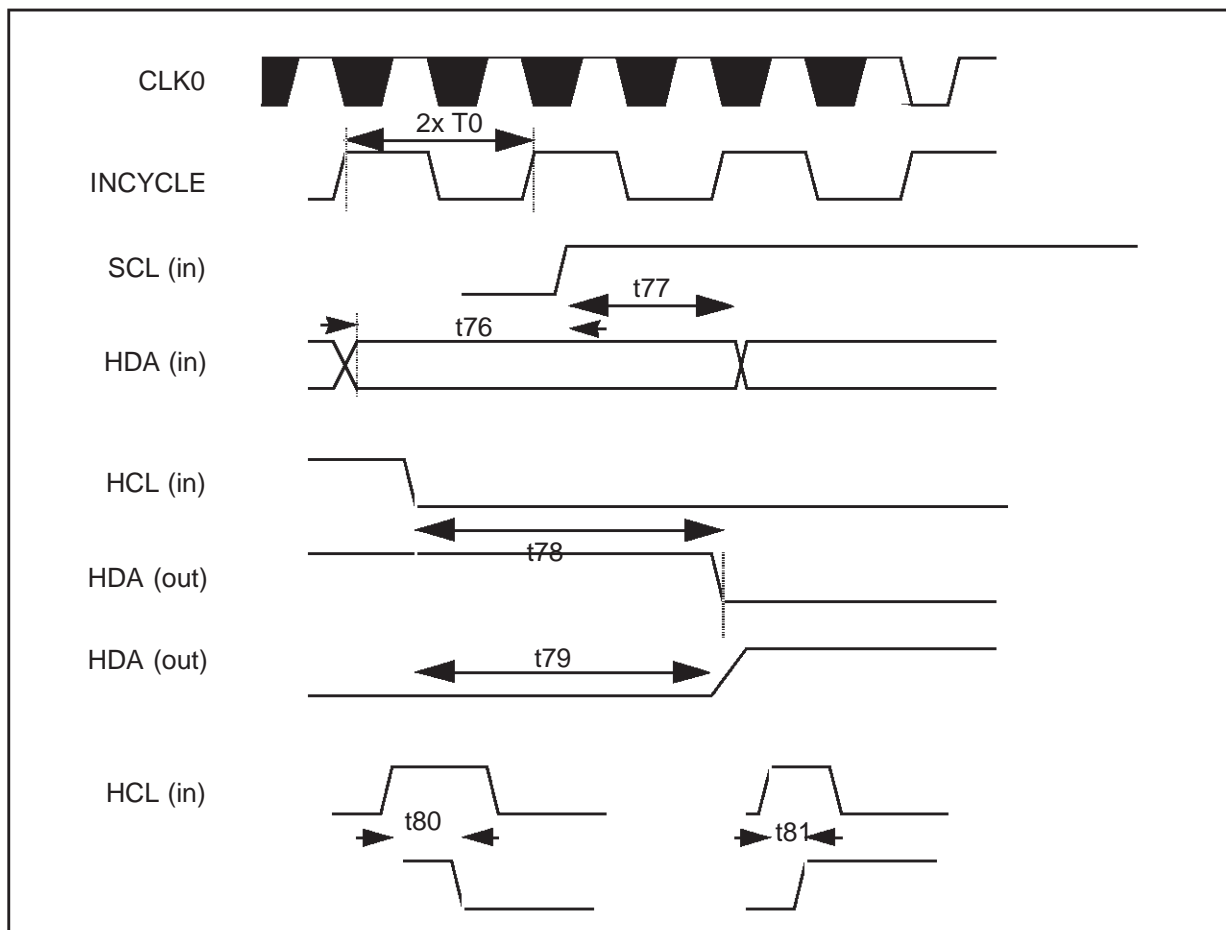 CLK0
2x T0
INCYCLE
SCL (in)
t77
t76
HDA (in)
HCL (in)
t78
HDA (out)
HDA (out)
t79
HCL (in)
t80
t81